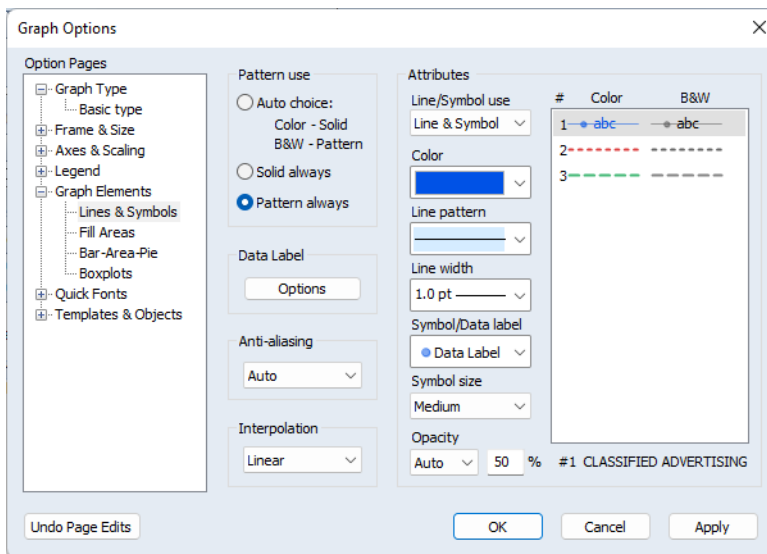 Graph Options
Option Pages
Graph Type
Basic type
Frame & Size
Axes & Scaling
Legend
Graph Elements
Lines & Symbols
Fill Areas
Bar-Area-Pie
Boxplots
Quick Fonts
Templates & Objects
Pattern use
Auto choice:
Color - Solid
B&W - Pattern
Solid always
Pattern always
Data Label
Options
Anti-aliasing
Auto
Interpolation
Linear
Attributes
Line/Symbol use
Line & Symbol
Color
Line pattern
Line width
1.0 pt
Symbol/Data label
Data Label
Symbol size
Medium
Opacity
Auto 50 %
# Color B&W
1 abc abc
2
3
#1 CLASSIFIED ADVERTISING
Undo Page Edits
OK
Cancel
Apply